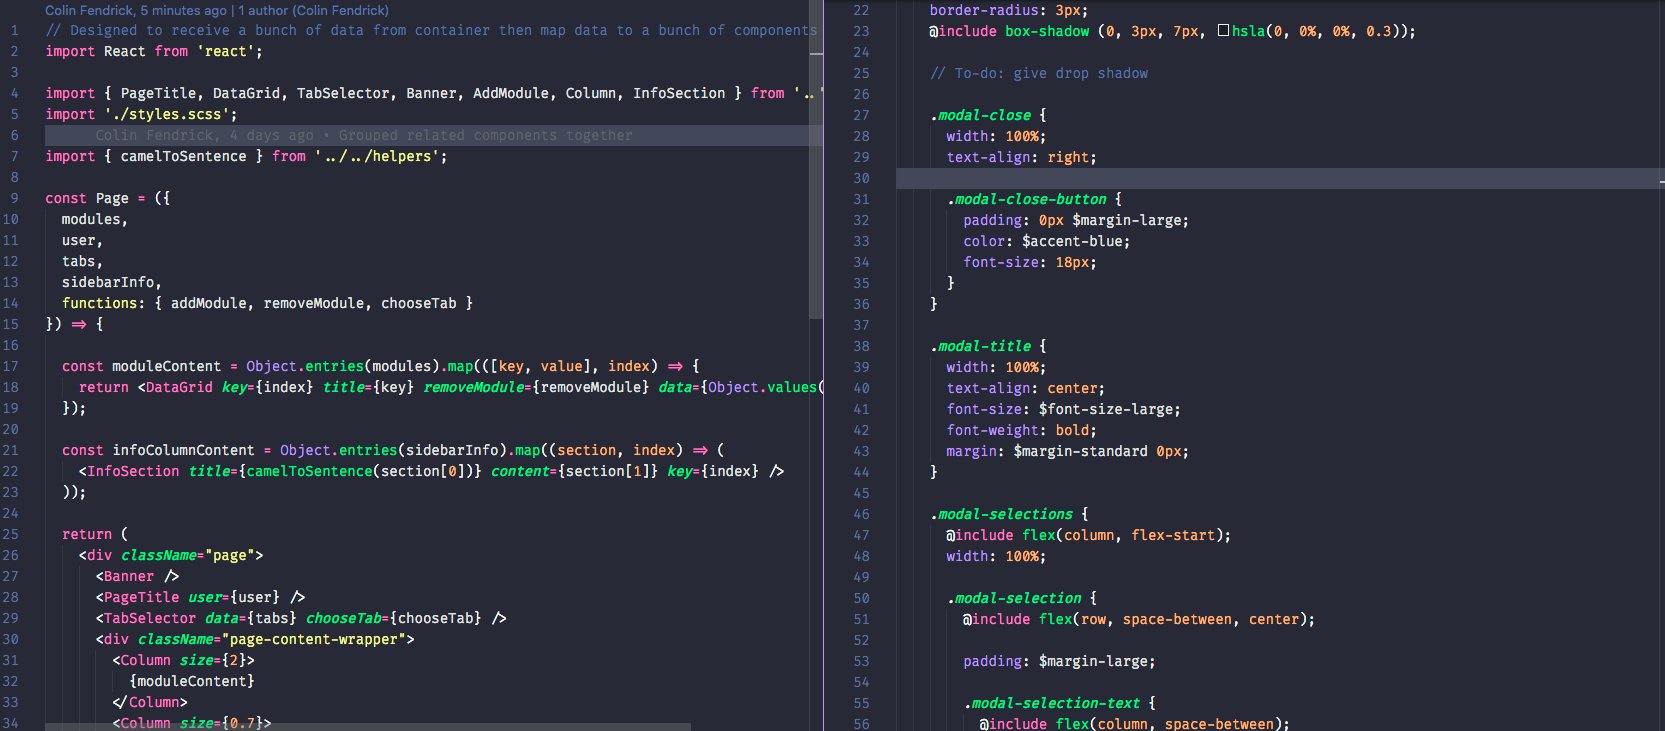 Colin Fendrick, 5 minutes ago | 1 author (Colin Fendrick)
1 // Designed to receive a bunch of data from container then map data to a bunch of components
2 import React from 'react';
3
4 import { PageTitle, DataGrid, TabSelector, Banner, AddModule, Column, InfoSection } from '..'
5 import './styles.scss';
6 Colin Fendrick, 4 days ago • Grouped related components together
7 import { camelToSentence } from '../../helpers';
8
9 const Page = ({
10 modules,
11 user,
12 tabs,
13 sidebarInfo,
14 functions: { addModule, removeModule, chooseTab }
15 }) => {
16
17 const moduleContent = Object.entries(modules).map(([key, value], index) => {
18 return <DataGrid key={index} title={key} removeModule={removeModule} data={Object.values(
19 });
20
21 const infoColumnContent = Object.entries(sidebarInfo).map((section, index) => (
22 <InfoSection title={camelToSentence(section[0])} content={section[1]} key={index} />
23 ));
24
25 return (
26 <div className="page">
27 <Banner />
28 <PageTitle user={user} />
29 <TabSelector data={tabs} chooseTab={chooseTab} />
30 <div className="page-content-wrapper">
31 <Column size={2}>
32 {moduleContent}
33 </Column>
34 <Column size={0.7}>
22 border-radius: 3px;
23 @include box-shadow (0, 3px, 7px, hsla(0, 0%, 0%, 0.3));
24
25 // To-do: give drop shadow
26
27 .modal-close {
28 width: 100%;
29 text-align: right;
30
31 .modal-close-button {
32 padding: 0px $margin-large;
33 color: $accent-blue;
34 font-size: 18px;
35 }
36 }
37
38 .modal-title {
39 width: 100%;
40 text-align: center;
41 font-size: $font-size-large;
42 font-weight: bold;
43 margin: $margin-standard 0px;
44 }
45
46 .modal-selections {
47 @include flex(column, flex-start);
48 width: 100%;
49
50 .modal-selection {
51 @include flex(row, space-between, center);
52
53 padding: $margin-large;
54
55 .modal-selection-text {
56 @include flex(column, space-between);